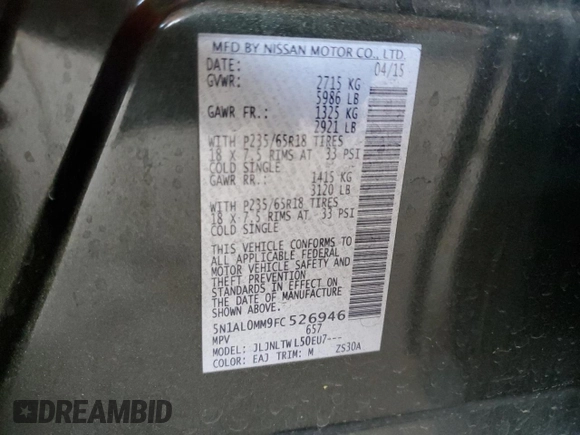 MFD BY NISSAN MOTOR CO., LTD.
DATE: 04/15
GVWR: 2715 KG
5986 LB
GAWR FR.: 1325 KG
2921 LB
WITH P235/65R18 TIRES
18 X 7.5 RIMS AT 33 PSI
COLD SINGLE
GAWR RR.: 1415 KG
3120 LB
WITH P235/65R18 TIRES
18 X 7.5 RIMS AT 33 PSI
COLD SINGLE
THIS VEHICLE CONFORMS TO
ALL APPLICABLE FEDERAL
MOTOR VEHICLE SAFETY AND
THEFT PREVENTION
STANDARDS IN EFFECT ON
THE DATE OF MANUFACTURE
SHOWN ABOVE.
5N1AL0MM9FC526946
MPV 657
MODEL: JLJNLTWL50EU7---
COLOR: EAJ TRIM: M ZS30A
DREAMBID